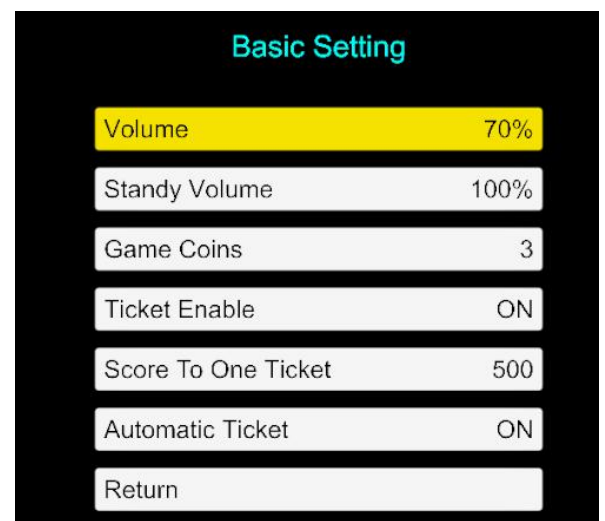 Basic Setting
Volume 70%
Standy Volume 100%
Game Coins 3
Ticket Enable ON
Score To One Ticket 500
Automatic Ticket ON
Return